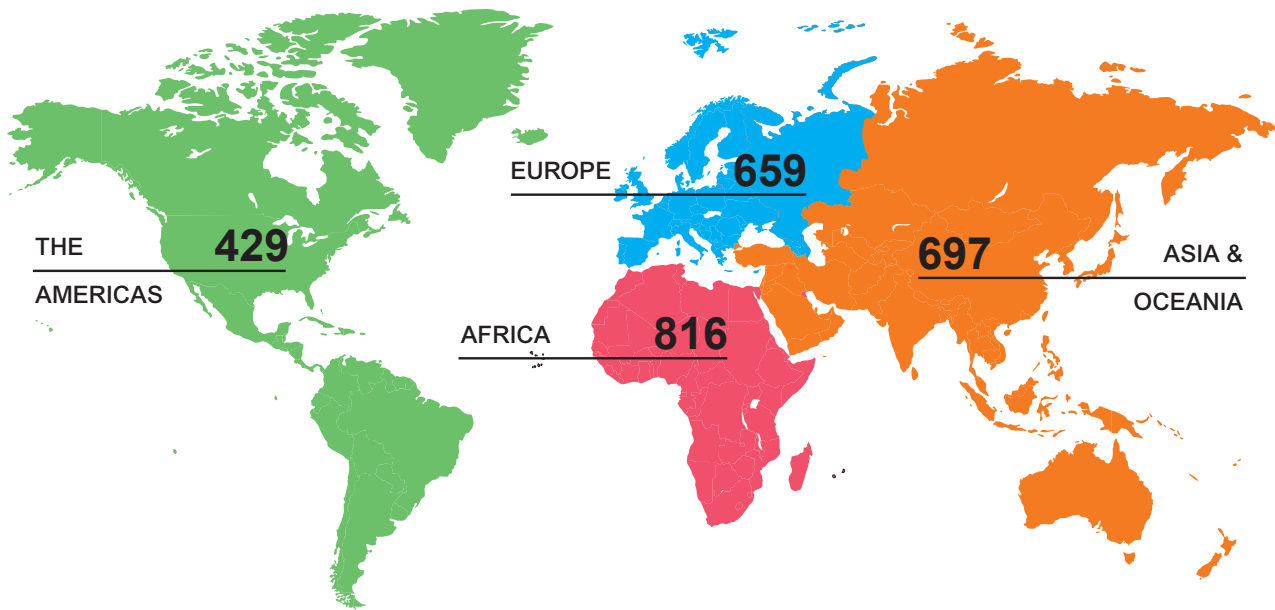 EUROPE 659
THE 429
AMERICAS
697 ASIA &
OCEANIA
AFRICA 816